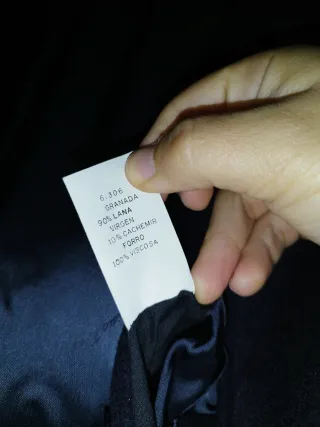 6.306
GRANADA
90% LANA
VIRGEN
10% CACHEMIR
FORRO
100% VISCOSA